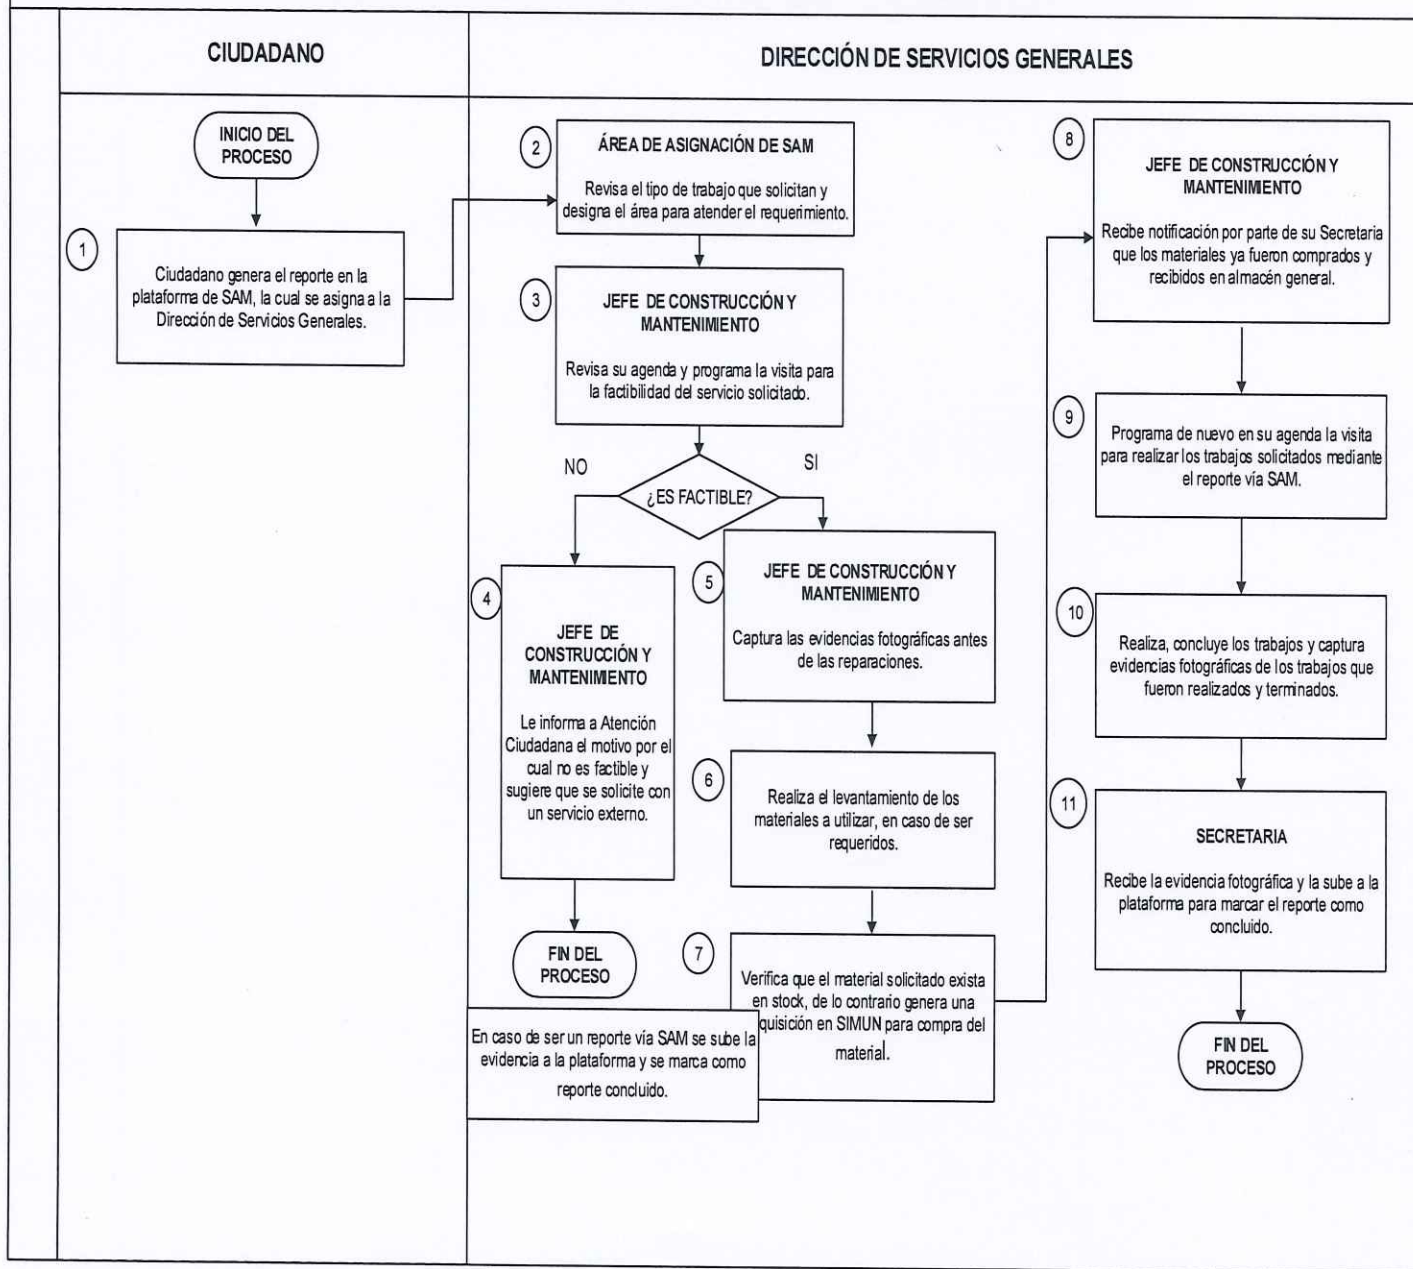 CIUDADANO
DIRECCIÓN DE SERVICIOS GENERALES
INICIO DEL
PROCESO
1
Ciudadano genera el reporte en la
plataforma de SAM, la cual se asigna a la
Dirección de Servicios Generales.
2
ÁREA DE ASIGNACIÓN DE SAM
Revisa el tipo de trabajo que solicitan y
designa el área para atender el requerimiento.
3
JEFE DE CONSTRUCCIÓN Y
MANTENIMIENTO
Revisa su agenda y programa la visita para
la factibilidad del servicio solicitado.
NO
SI
¿ES FACTIBLE?
4
JEFE DE
CONSTRUCCIÓN Y
MANTENIMIENTO
Le informa a Atención
Ciudadana el motivo por el
cual no es factible y
sugiere que se solicite con
un servicio externo.
FIN DEL
PROCESO
En caso de ser un reporte vía SAM se sube la
evidencia a la plataforma y se marca como
reporte concluido.
5
JEFE DE CONSTRUCCIÓN Y
MANTENIMIENTO
Captura las evidencias fotográficas antes
de las reparaciones.
6
Realiza el levantamiento de los
materiales a utilizar, en caso de ser
requeridos.
7
Verifica que el material solicitado exista
en stock, de lo contrario genera una
quisición en SIMUN para compra del
material.
8
JEFE DE CONSTRUCCIÓN Y
MANTENIMIENTO
Recibe notificación por parte de su Secretaria
que los materiales ya fueron comprados y
recibidos en almacén general.
9
Programa de nuevo en su agenda la visita
para realizar los trabajos solicitados mediante
el reporte vía SAM.
10
Realiza, concluye los trabajos y captura
evidencias fotográficas de los trabajos que
fueron realizados y terminados.
11
SECRETARIA
Recibe la evidencia fotográfica y la sube a la
plataforma para marcar el reporte como
concluido.
FIN DEL
PROCESO